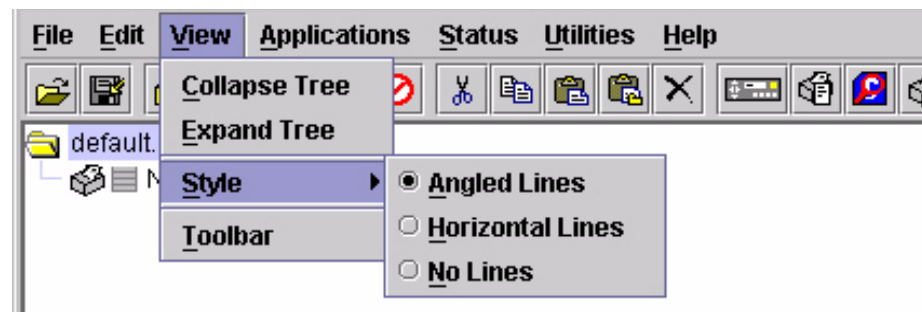 File Edit View Applications Status Utilities Help
Collapse Tree
Expand Tree
default.
Style
Angled Lines
Toolbar
Horizontal Lines
No Lines